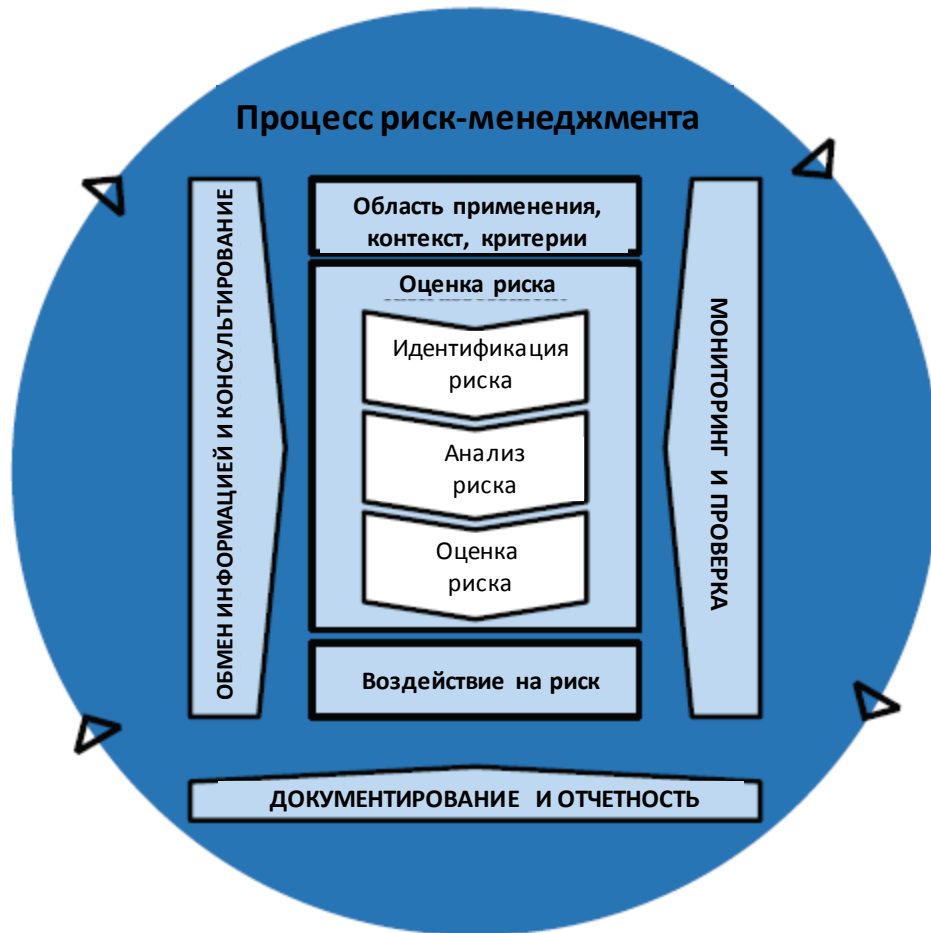 Процесс риск-менеджмента
ОБМЕН ИНФОРМАЦИЕЙ И КОНСУЛЬТИРОВАНИЕ
Область применения,
контекст, критерии
Оценка риска
Идентификация
риска
Анализ
риска
Оценка
риска
Воздействие на риск
МОНИТОРИНГ И ПРОВЕРКА
ДОКУМЕНТИРОВАНИЕ И ОТЧЕТНОСТЬ